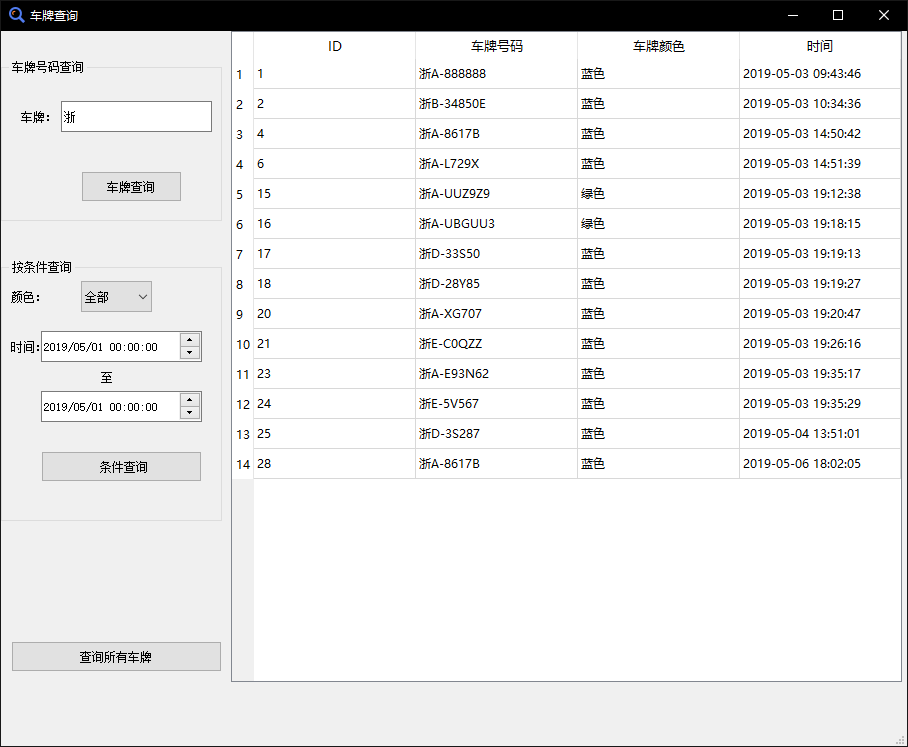 车牌查询
车牌号码查询
车牌： 浙
车牌查询
按条件查询
颜色： 全部
时间: 2019/05/01 00:00:00
至
2019/05/01 00:00:00
条件查询
查询所有车牌
ID 车牌号码 车牌颜色 时间
1 1 浙A-888888 蓝色 2019-05-03 09:43:46
2 2 浙B-34850E 蓝色 2019-05-03 10:34:36
3 4 浙A-8617B 蓝色 2019-05-03 14:50:42
4 6 浙A-L729X 蓝色 2019-05-03 14:51:39
5 15 浙A-UUZ9Z9 绿色 2019-05-03 19:12:38
6 16 浙A-UBGUU3 绿色 2019-05-03 19:18:15
7 17 浙D-33S50 蓝色 2019-05-03 19:19:13
8 18 浙D-28Y85 蓝色 2019-05-03 19:19:27
9 20 浙A-XG707 蓝色 2019-05-03 19:20:47
10 21 浙E-C0QZZ 蓝色 2019-05-03 19:26:16
11 23 浙A-E93N62 蓝色 2019-05-03 19:35:17
12 24 浙E-5V567 蓝色 2019-05-03 19:35:29
13 25 浙D-3S287 蓝色 2019-05-04 13:51:01
14 28 浙A-8617B 蓝色 2019-05-06 18:02:05